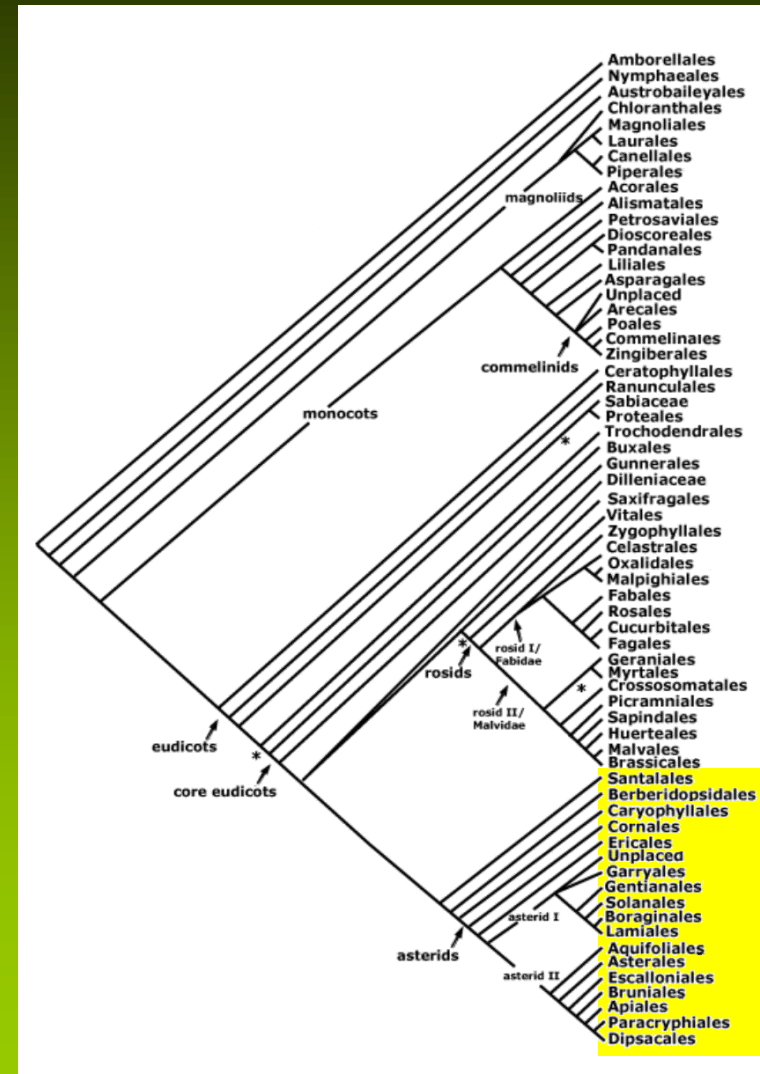 Amborellales
Nymphaeales
Austrobaileyales
Chloranthales
Magnoliales
Laurales
Canellales
Piperales
magnoliids
Acorales
Alismatales
Petrosaviales
Dioscoreales
Pandanales
Liliales
Asparagales
Unplaced
Arecales
Poales
Commelinales
Zingiberales
commelinids
Ceratophyllales
Ranunculales
Sabiaceae
monocots
Proteales
Trochodendrales
*
Buxales
Gunnerales
Dilleniaceae
Saxifragales
Vitales
Zygophyllales
Celastrales
Oxalidales
Malpighiales
Fabales
Rosales
Cucurbitales
Fagales
*
rosid I/
Fabidae
rosids
Geraniales
Myrtales
*
Crossosomatales
Picramniales
rosid II/
Malvidae
Sapindales
Huerteales
Malvales
Brassicales
eudicots
*
core eudicots
Santalales
Berberidopsidales
Caryophyllales
Cornales
Ericales
Unplaced
Garryales
Gentianales
Solanales
Boraginales
asterid I
Lamiales
Aquifoliales
asterids
Asterales
asterid II
Escalloniales
Bruniales
Apiales
Paracryphiales
Dipsacales